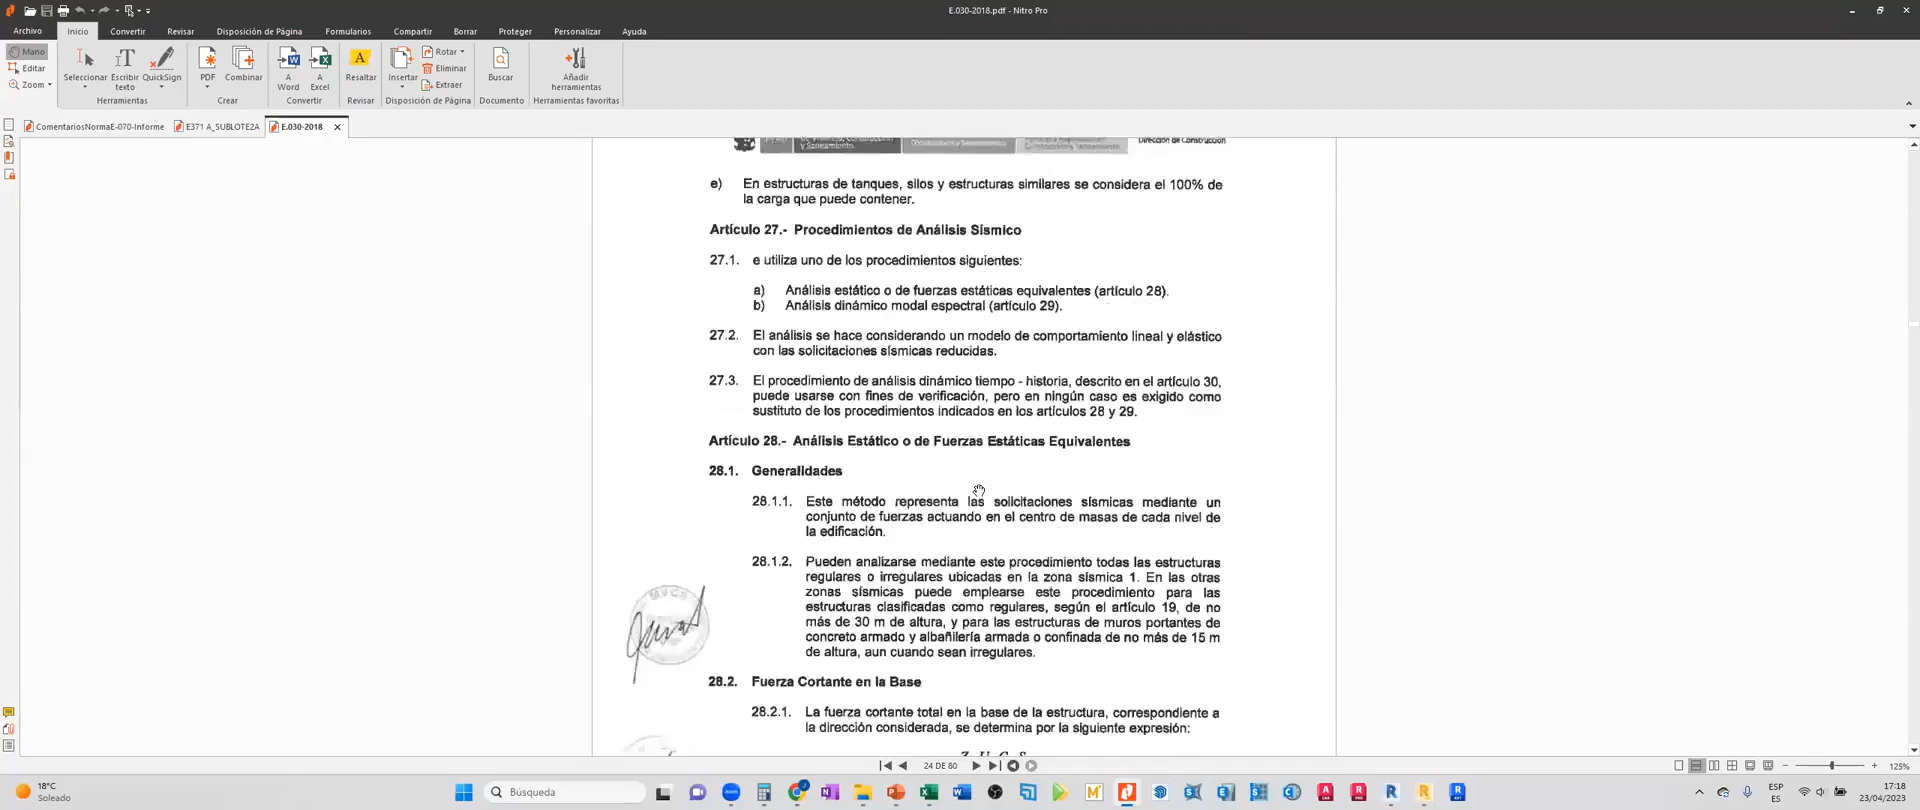 E.030-2018.pdf - Nitro Pro
Archivo Inicio Convertir Revisar Disposición de Página Formularios Compartir Borrar Proteger Personalizar Ayuda
Mano
Editar
Zoom
Seleccionar
Escribir texto
QuickSign
PDF
Combinar
A Word
A Excel
Resaltar
Insertar
Rotar
Eliminar
Extraer
Buscar
Añadir herramientas
Herramientas Crear Convertir Revisar Disposición de Página Documento Herramientas favoritas
ComentariosNormaE-070-Informe E371 A_SUBLOTE2A E.030-2018
y Saneamiento.
Dirección de Construcción
e) En estructuras de tanques, silos y estructuras similares se considera el 100% de
la carga que puede contener.
Artículo 27.- Procedimientos de Análisis Sísmico
27.1. e utiliza uno de los procedimientos siguientes:
a) Análisis estático o de fuerzas estáticas equivalentes (artículo 28).
b) Análisis dinámico modal espectral (artículo 29).
27.2. El análisis se hace considerando un modelo de comportamiento lineal y elástico
con las solicitaciones sísmicas reducidas.
27.3. El procedimiento de análisis dinámico tiempo - historia, descrito en el artículo 30,
puede usarse con fines de verificación, pero en ningún caso es exigido como
sustituto de los procedimientos indicados en los artículos 28 y 29.
Artículo 28.- Análisis Estático o de Fuerzas Estáticas Equivalentes
28.1. Generalidades
28.1.1. Este método representa las solicitaciones sísmicas mediante un
conjunto de fuerzas actuando en el centro de masas de cada nivel de
la edificación.
28.1.2. Pueden analizarse mediante este procedimiento todas las estructuras
regulares o irregulares ubicadas en la zona sísmica 1. En las otras
zonas sísmicas puede emplearse este procedimiento para las
estructuras clasificadas como regulares, según el artículo 19, de no
más de 30 m de altura, y para las estructuras de muros portantes de
concreto armado y albañilería armada o confinada de no más de 15 m
de altura, aun cuando sean irregulares.
28.2. Fuerza Cortante en la Base
28.2.1. La fuerza cortante total en la base de la estructura, correspondiente a
la dirección considerada, se determina por la siguiente expresión:
Z U C S
24 DE 80
125%
18°C
Soleado
Búsqueda
ESP
ES
17:18
23/04/2023